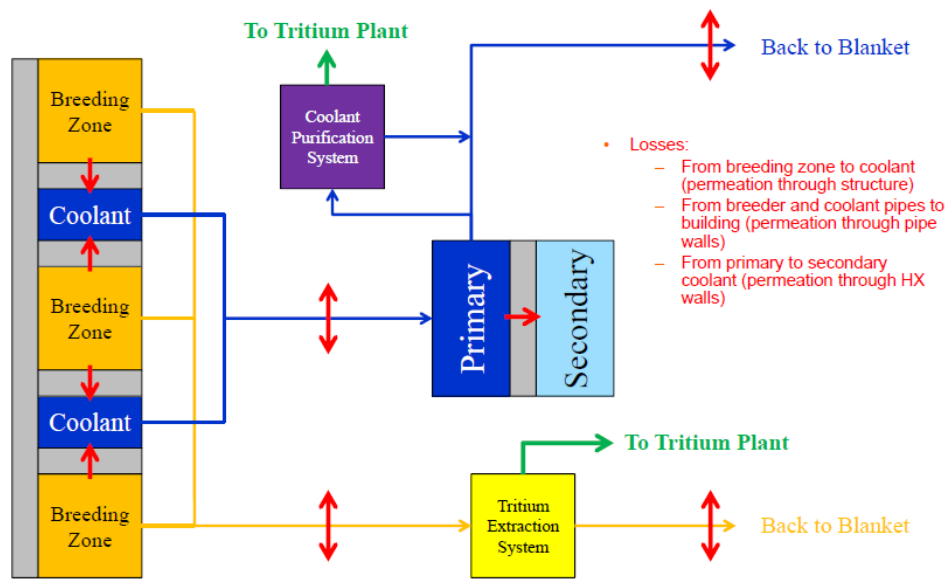 To Tritium Plant
Back to Blanket
Breeding
Zone
Coolant
Purification
System
• Losses:
– From breeding zone to coolant
(permeation through structure)
– From breeder and coolant pipes to
building (permeation through pipe
walls)
– From primary to secondary
coolant (permeation through HX
walls)
Coolant
Breeding
Zone
Primary
Secondary
Coolant
To Tritium Plant
Breeding
Zone
Tritium
Extraction
System
Back to Blanket